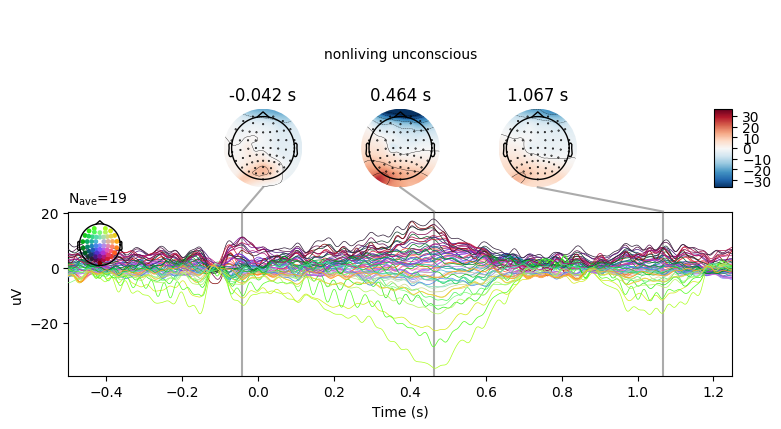 nonliving unconscious
-0.042 s 0.464 s 1.067 s
30
20
10
0
−10
−20
−30
Nave=19
20
0
−20
uV
−0.4 −0.2 0.0 0.2 0.4 0.6 0.8 1.0 1.2
Time (s)